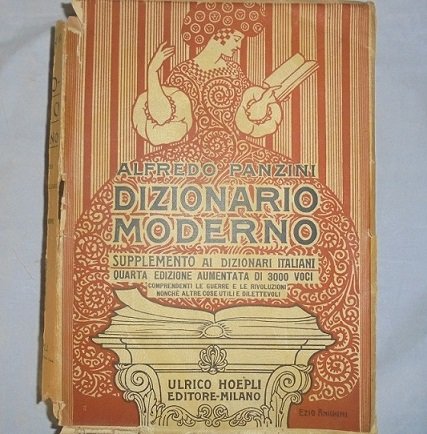 ALFREDO PANZINI
DIZIONARIO
MODERNO
SUPPLEMENTO AI DIZIONARI ITALIANI
QUARTA EDIZIONE AUMENTATA DI 3000 VOCI
COMPRENDENTI LE GUERRE E LE RIVOLUZIONI
NONCHÈ ALTRE COSE UTILI E DILETTEVOLI
ULRICO HOEPLI
EDITORE-MILANO
EZIO